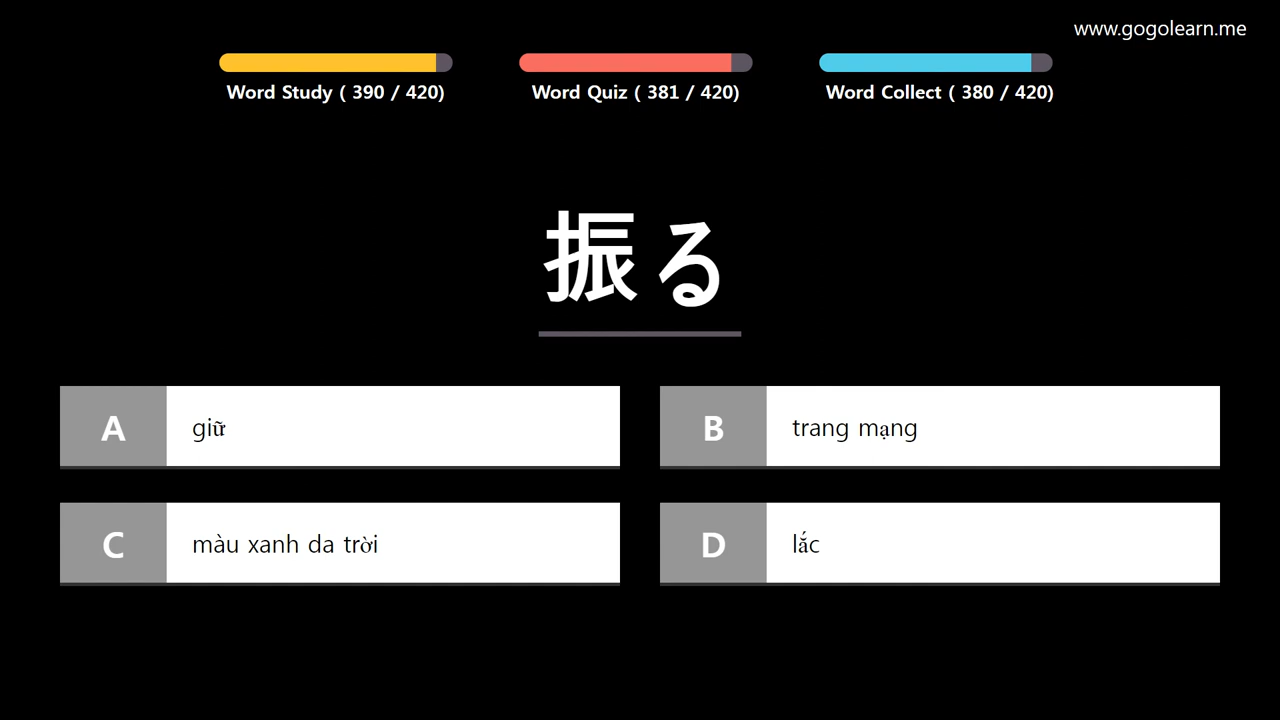 www.gogolearn.me
Word Study ( 390 / 420)
Word Quiz ( 381 / 420)
Word Collect ( 380 / 420)
振る
A giữ
B trang mạng
C màu xanh da trời
D lắc